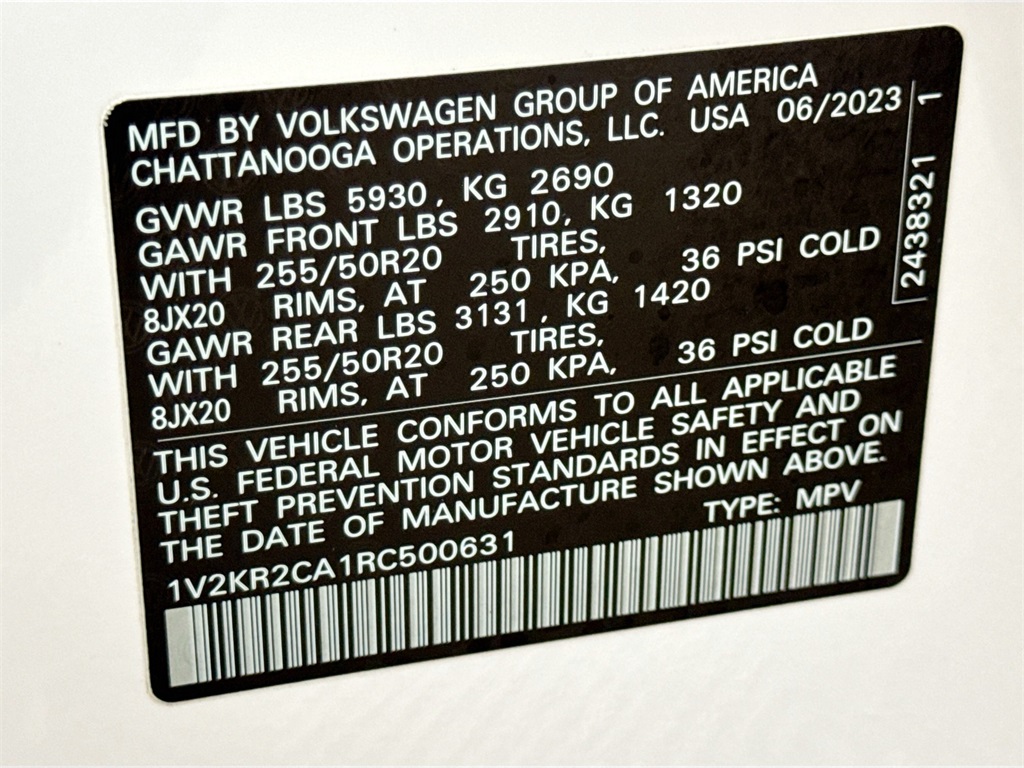 MFD BY VOLKSWAGEN GROUP OF AMERICA
CHATTANOOGA OPERATIONS, LLC. USA 06/2023
GVWR LBS 5930, KG 2690
GAWR FRONT LBS 2910, KG 1320
WITH 255/50R20 TIRES,
8JX20 RIMS, AT 250 KPA, 36 PSI COLD
GAWR REAR LBS 3131, KG 1420
WITH 255/50R20 TIRES,
8JX20 RIMS, AT 250 KPA, 36 PSI COLD
THIS VEHICLE CONFORMS TO ALL APPLICABLE
U.S. FEDERAL MOTOR VEHICLE SAFETY AND
THEFT PREVENTION STANDARDS IN EFFECT ON
THE DATE OF MANUFACTURE SHOWN ABOVE.
1V2KR2CA1RC500631 TYPE: MPV
2438321 1